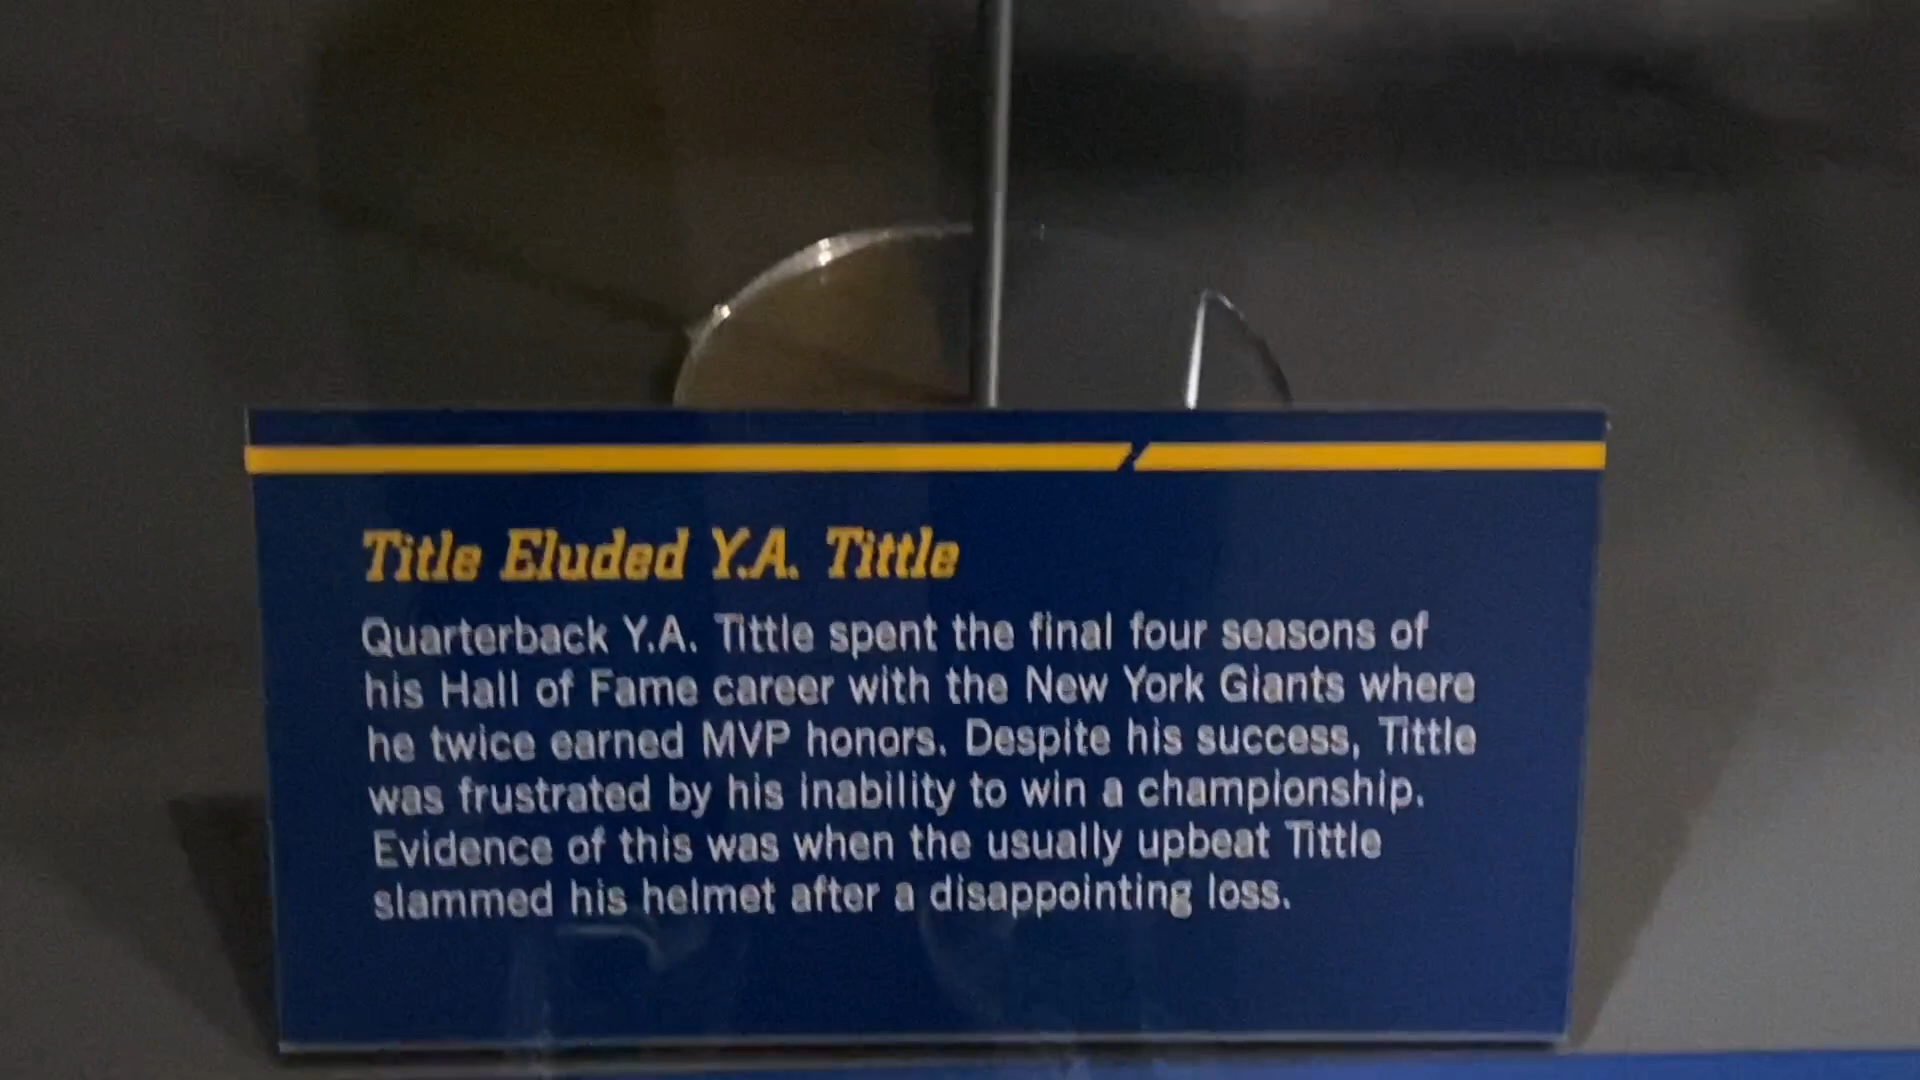 Title Eluded Y.A. Tittle
Quarterback Y.A. Tittle spent the final four seasons of
his Hall of Fame career with the New York Giants where
he twice earned MVP honors. Despite his success, Tittle
was frustrated by his inability to win a championship.
Evidence of this was when the usually upbeat Tittle
slammed his helmet after a disappointing loss.